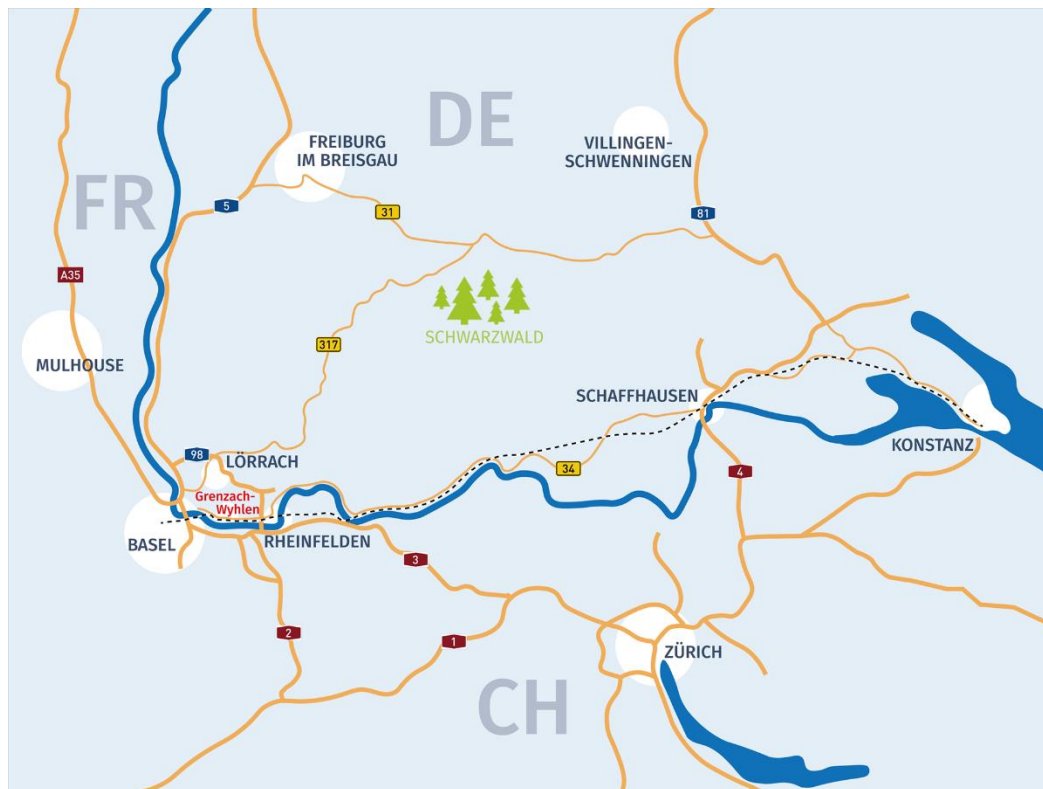 DE
FREIBURG
IM BREISGAU
VILLINGEN-
SCHWENNINGEN
FR
5
31
81
A35
SCHWARZWALD
317
MULHOUSE
SCHAFFHAUSEN
KONSTANZ
98
LÖRRACH
34
4
Grenzach-
Wyhlen
BASEL
RHEINFELDEN
3
2
1
ZÜRICH
CH